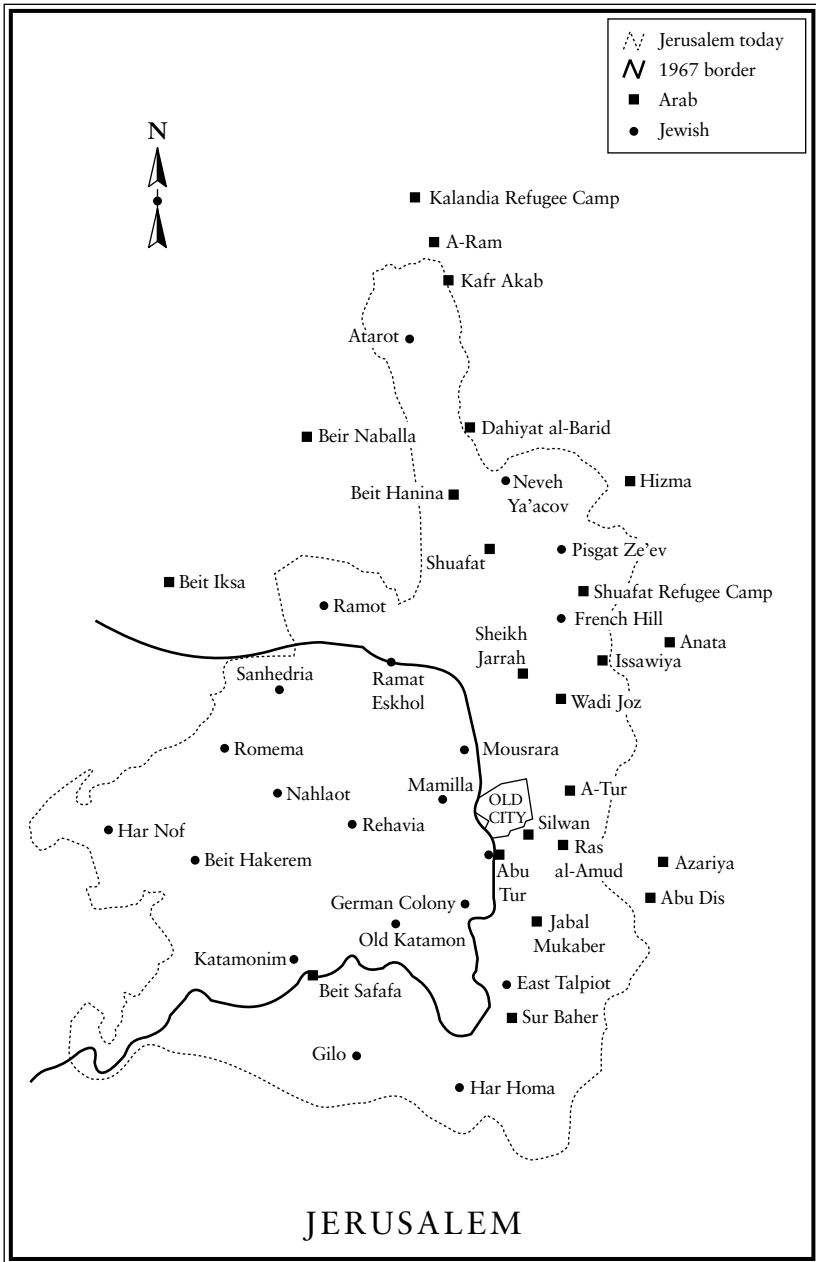 Jerusalem today
1967 border
Arab
Jewish
N
Kalandia Refugee Camp
A-Ram
Kafr Akab
Atarot
Dahiyat al-Barid
Beir Naballa
Neveh
Ya’acov
Hizma
Beit Hanina
Shuafat
Pisgat Ze’ev
Beit Iksa
Shuafat Refugee Camp
Ramot
French Hill
Sheikh
Jarrah
Anata
Issawiya
Sanhedria
Ramat
Eskhol
Wadi Joz
Romema
Mousrara
Nahlaot
Mamilla
OLD
CITY
A-Tur
Har Nof
Rehavia
Silwan
Beit Hakerem
Abu
Tur
Ras
al-Amud
Azariya
Abu Dis
German Colony
Old Katamon
Jabal
Mukaber
Katamonim
Beit Safafa
East Talpiot
Sur Baher
Gilo
Har Homa
JERUSALEM